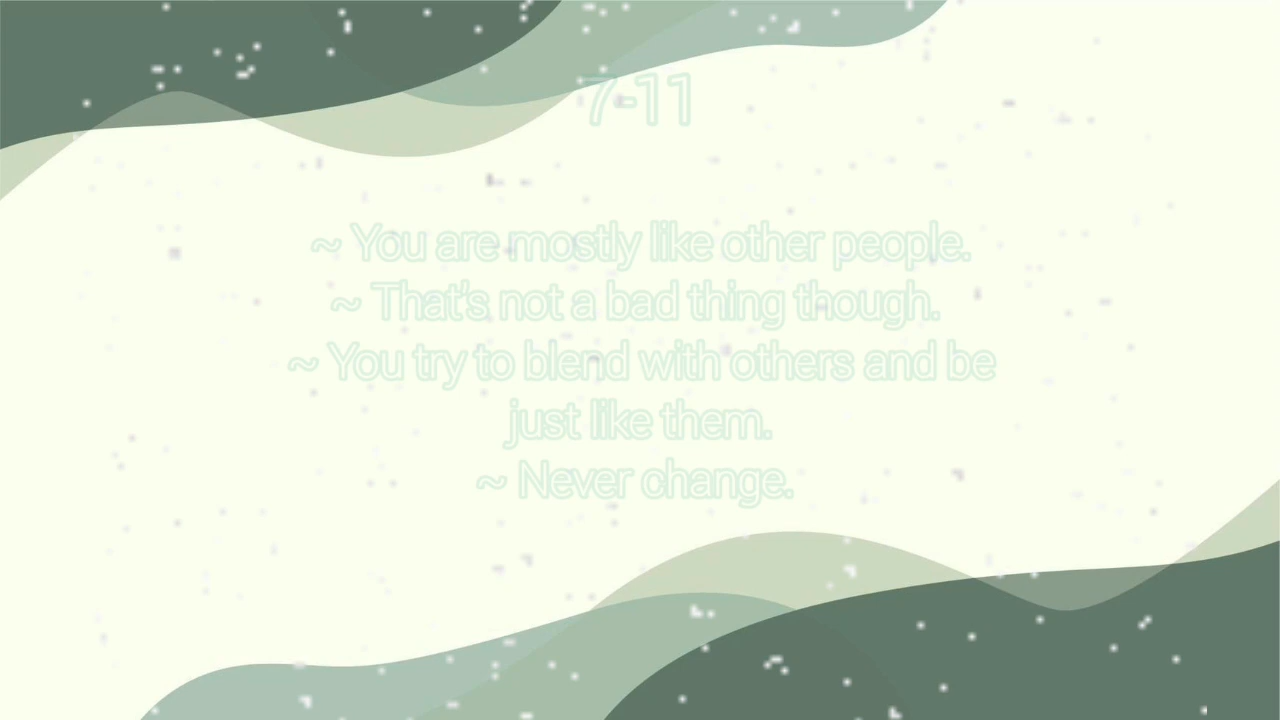 7-11
~ You are mostly like other people.
~ That's not a bad thing though.
~ You try to blend with others and be
just like them.
~ Never change.